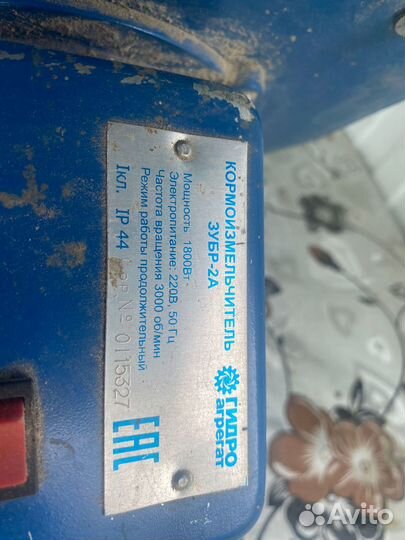 КОРМОИЗМЕЛЬЧИТЕЛЬ
ЗУБР-2А
ГИДРО
агрегат
Мощность 1800Вт
Электропитание: 220В, 50 Гц
Частота вращения 3000 об/мин
Режим работы продолжительный
Iкл. IP 44
№ 0115327
EAC
Avito